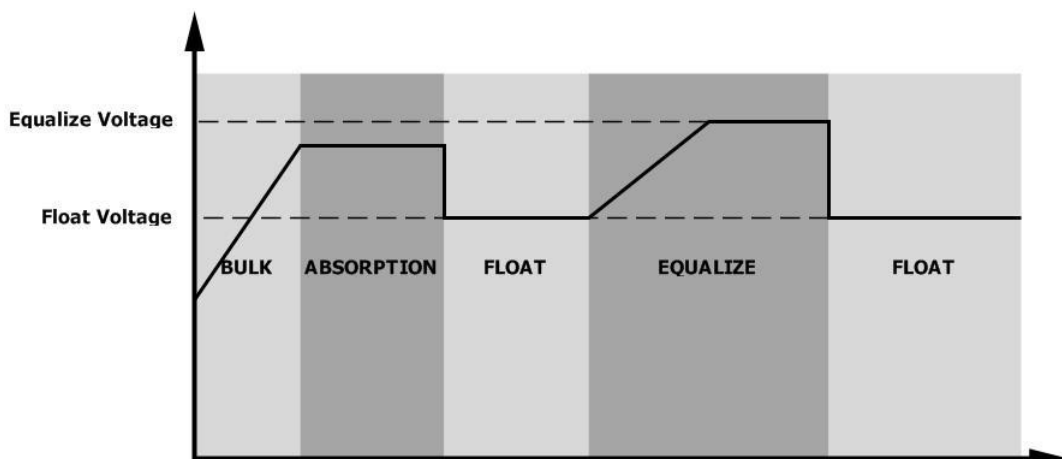 Equalize Voltage
Float Voltage
BULK ABSORPTION FLOAT EQUALIZE FLOAT